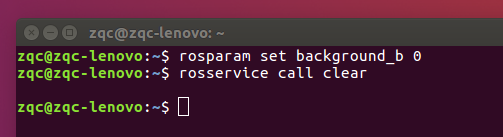 zqc@zqc-lenovo: ~
zqc@zqc-lenovo:~$ rosparam set background_b 0
zqc@zqc-lenovo:~$ rosservice call clear
zqc@zqc-lenovo:~$